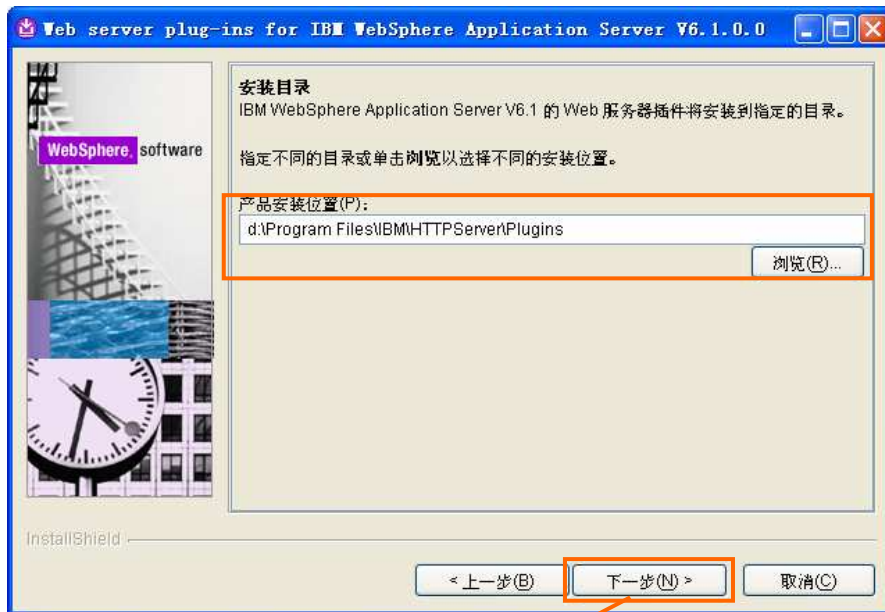 Web server plug-ins for IBM WebSphere Application Server V6.1.0.0
WebSphere. software
安装目录
IBM WebSphere Application Server V6.1 的 Web 服务器插件将安装到指定的目录。
指定不同的目录或单击浏览以选择不同的安装位置。
产品安装位置(P):
d:\Program Files\IBM\HTTPServer\Plugins
浏览(R)...
InstallShield
< 上一步(B)
下一步(N) >
取消(C)